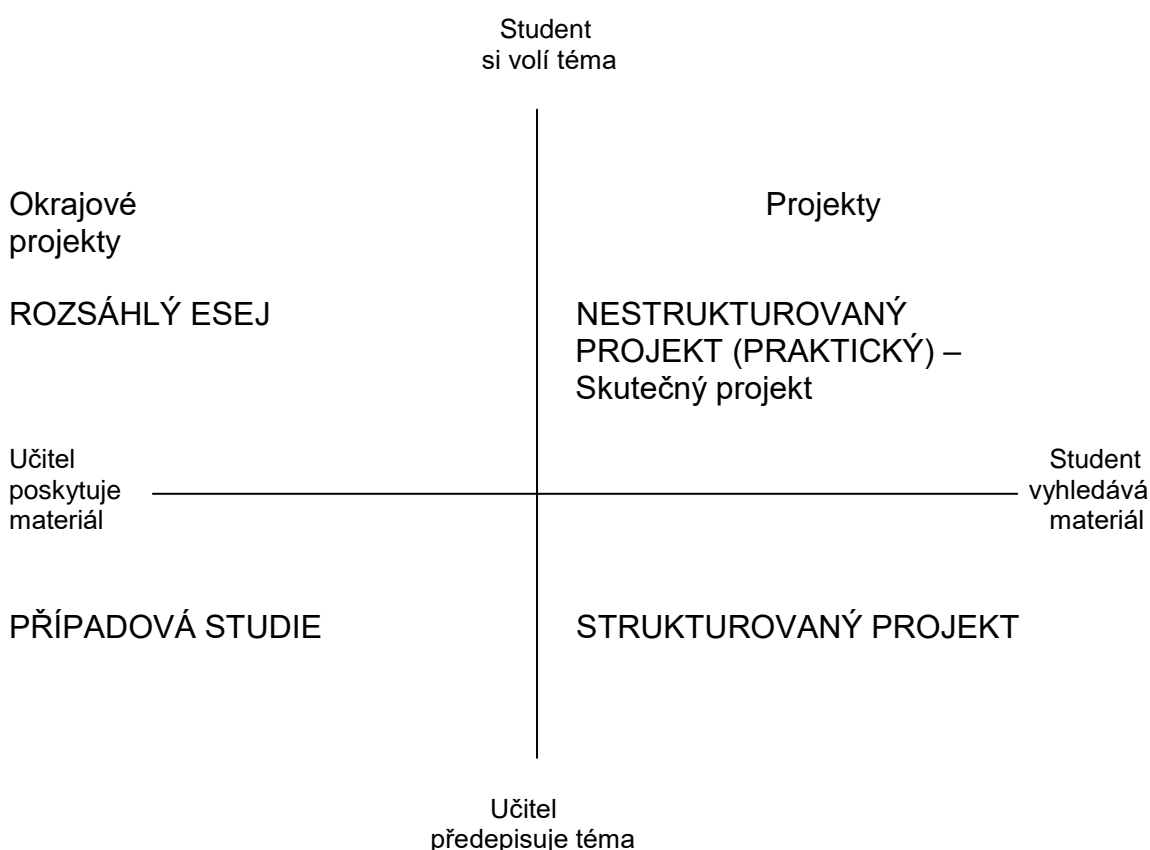 Student
si volí téma
Okrajové
projekty
Projekty
ROZSÁHLÝ ESEJ
NESTRUKTUROVANÝ
PROJEKT (PRAKTICKÝ) –
Skutečný projekt
Učitel
poskytuje
materiál
Student
vyhledává
materiál
PŘÍPADOVÁ STUDIE
STRUKTUROVANÝ PROJEKT
Učitel
předepisuje téma